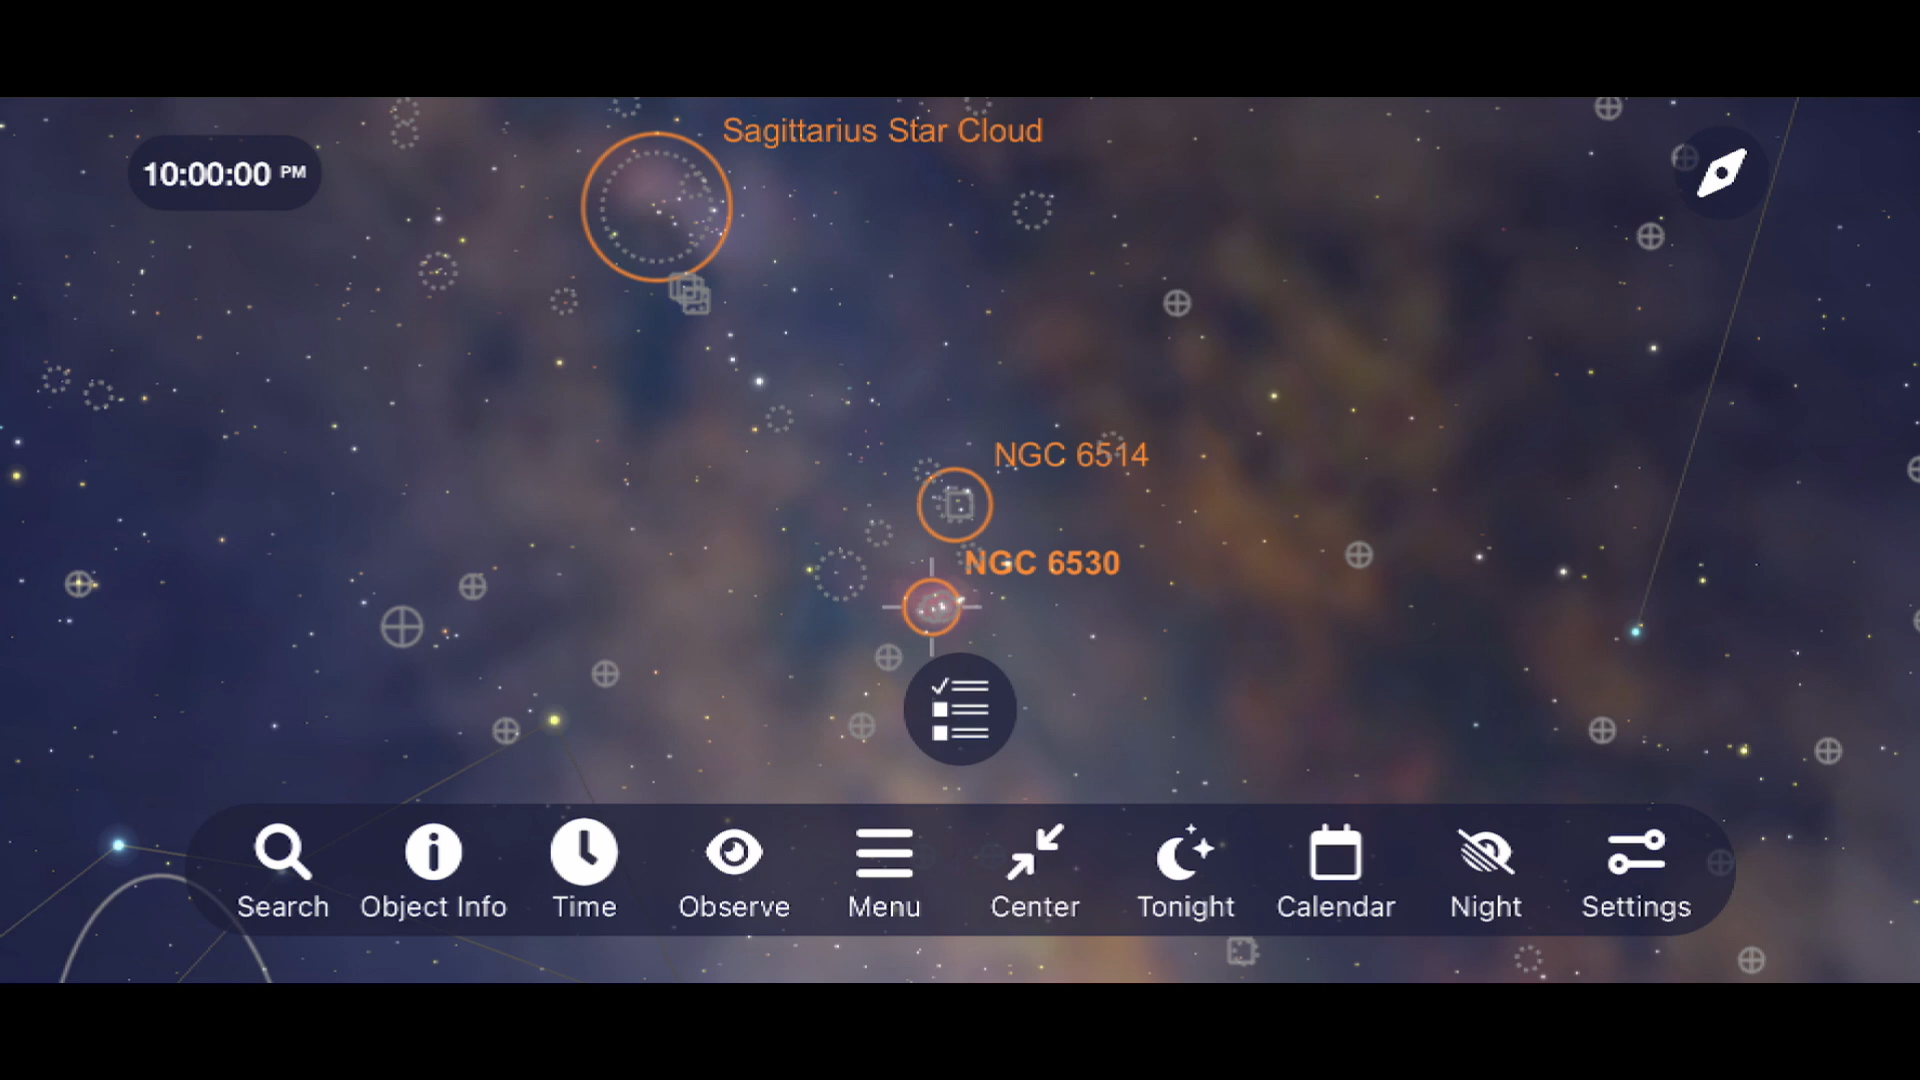 Sagittarius Star Cloud
10:00:00 PM
NGC 6514
NGC 6530
Search
Object Info
Time
Observe
Menu
Center
Tonight
Calendar
Night
Settings